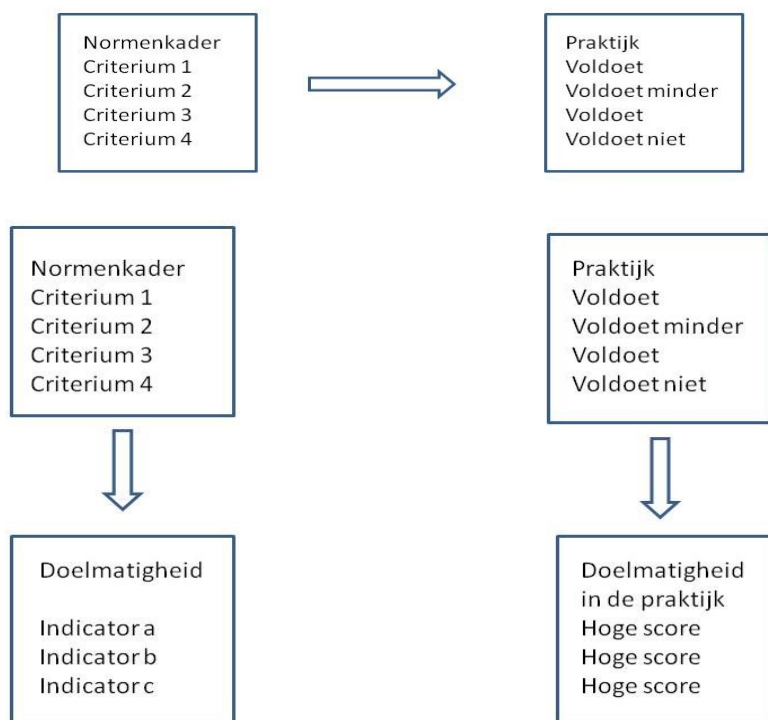 Normenkader
Criterium 1
Criterium 2
Criterium 3
Criterium 4
Praktijk
Voldoet
Voldoet minder
Voldoet
Voldoet niet
Normenkader
Criterium 1
Criterium 2
Criterium 3
Criterium 4
Praktijk
Voldoet
Voldoet minder
Voldoet
Voldoet niet
Doelmatigheid
Indicator a
Indicator b
Indicator c
Doelmatigheid
in de praktijk
Hoge score
Hoge score
Hoge score